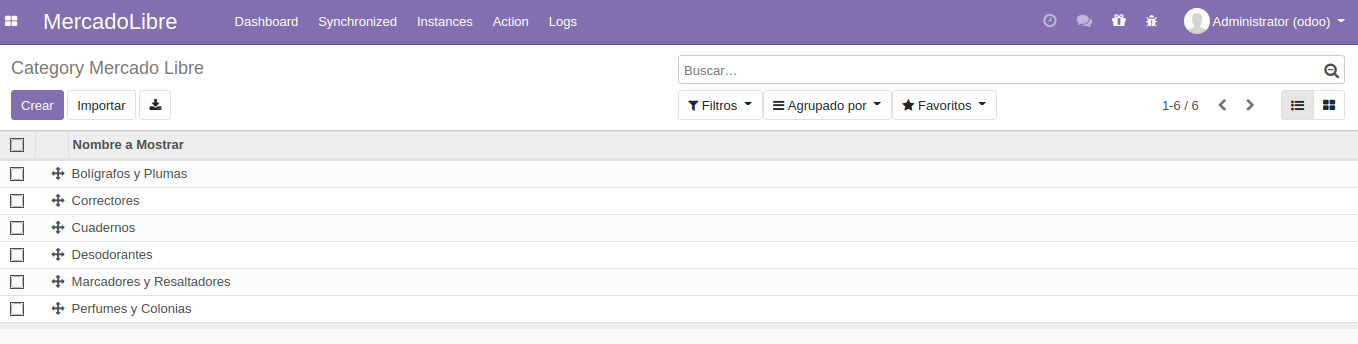 MercadoLibre Dashboard Synchronized Instances Action Logs Administrator (odoo)
Category Mercado Libre
Buscar...
Crear Importar Filtros Agrupado por Favoritos 1-6 / 6
Nombre a Mostrar
Bolígrafos y Plumas
Correctores
Cuadernos
Desodorantes
Marcadores y Resaltadores
Perfumes y Colonias